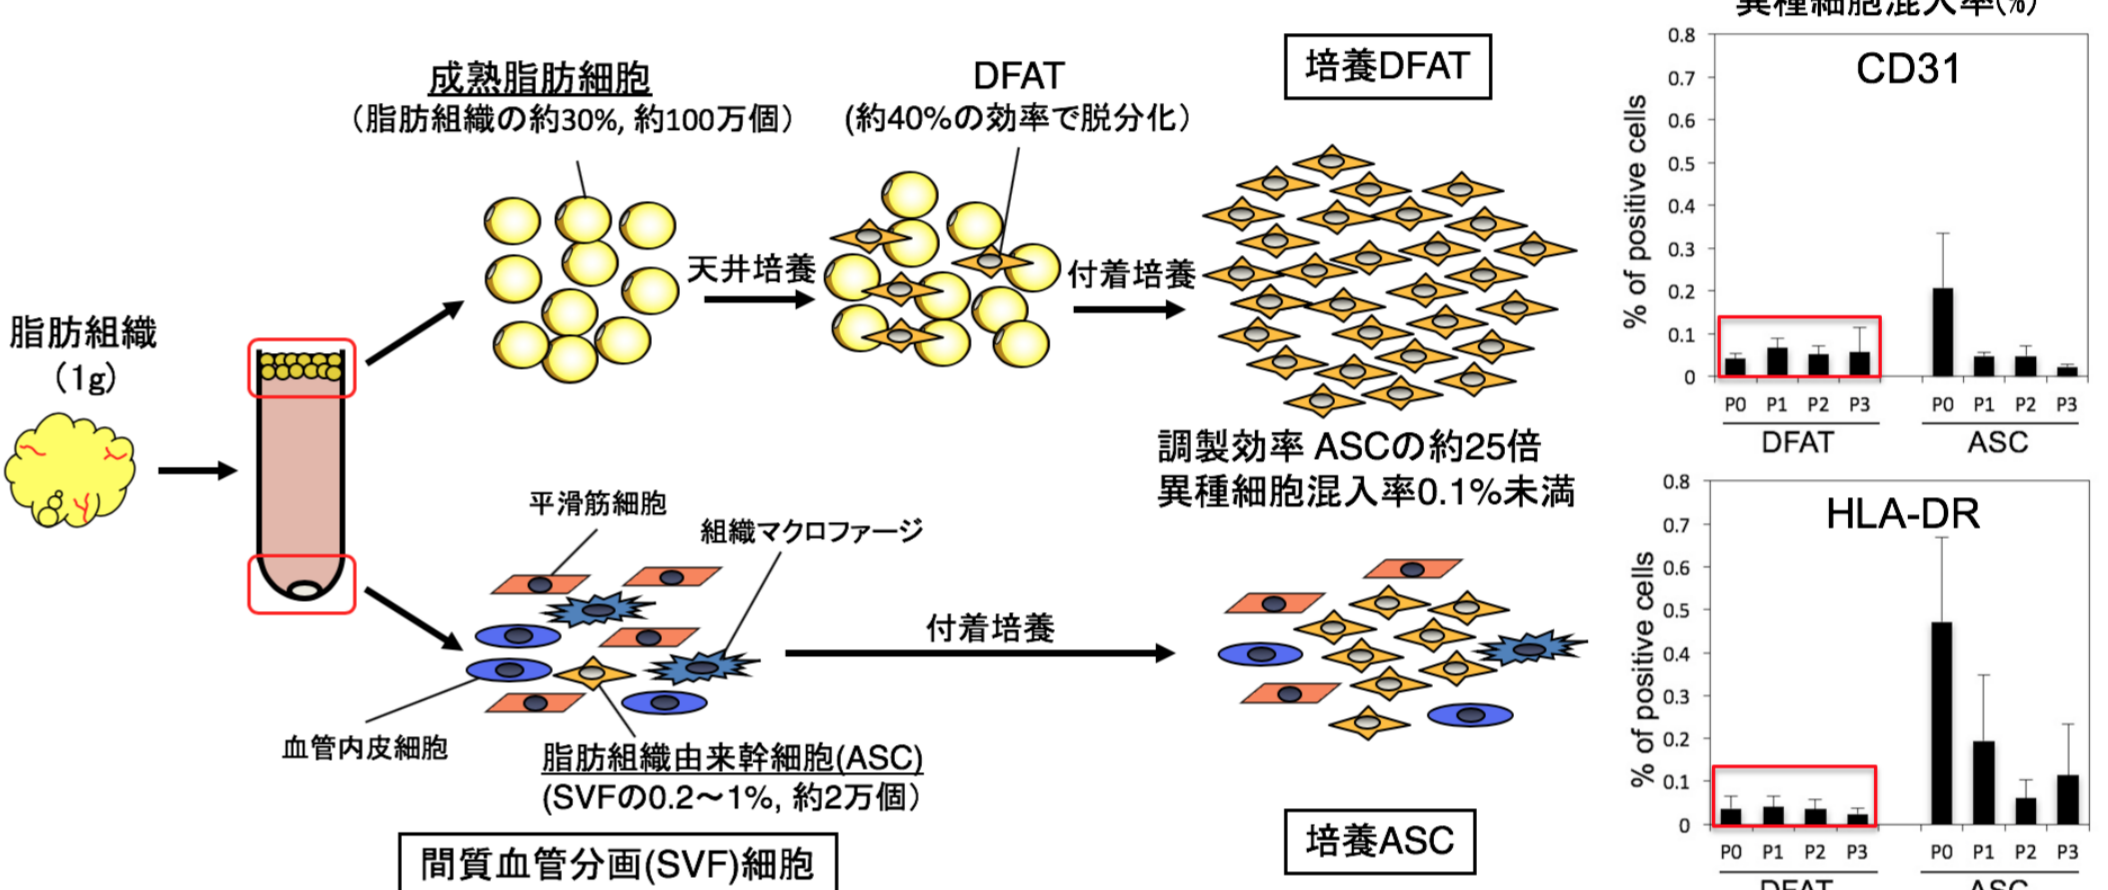 脂肪組織
(1g)
成熟脂肪細胞
（脂肪組織の約30%, 約100万個）
天井培養
DFAT
(約40%の効率で脱分化）
付着培養
培養DFAT
調製効率 ASCの約25倍
異種細胞混入率0.1%未満
平滑筋細胞
組織マクロファージ
血管内皮細胞
脂肪組織由来幹細胞(ASC)
(SVFの0.2〜1%, 約2万個）
間質血管分画(SVF)細胞
付着培養
培養ASC
異種細胞混入率(%)
CD31
% of positive cells
0.8
0.7
0.6
0.5
0.4
0.3
0.2
0.1
0
P0 P1 P2 P3 P0 P1 P2 P3
DFAT ASC
HLA-DR
% of positive cells
0.8
0.7
0.6
0.5
0.4
0.3
0.2
0.1
0
P0 P1 P2 P3 P0 P1 P2 P3
DFAT ASC